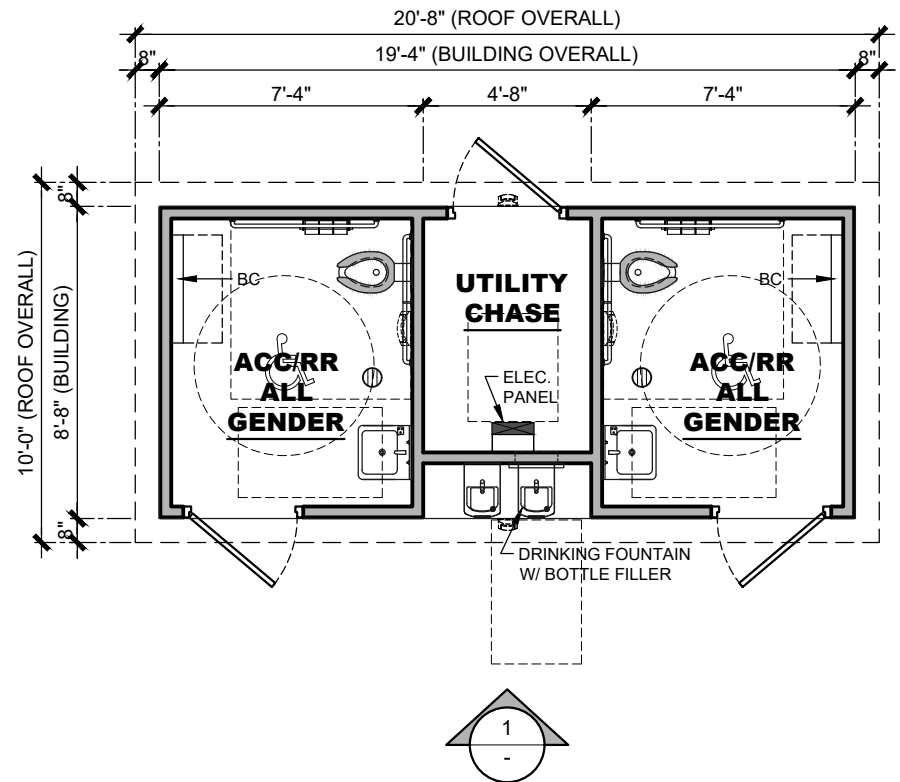 20'-8" (ROOF OVERALL)
8"
19'-4" (BUILDING OVERALL)
8"
7'-4"
4'-8"
7'-4"
10'-0" (ROOF OVERALL)
8'-8" (BUILDING)
8"
8"
BC
UTILITY
CHASE
BC
ACC/RR
ALL
GENDER
ELEC.
PANEL
ACC/RR
ALL
GENDER
DRINKING FOUNTAIN
W/ BOTTLE FILLER
1
-